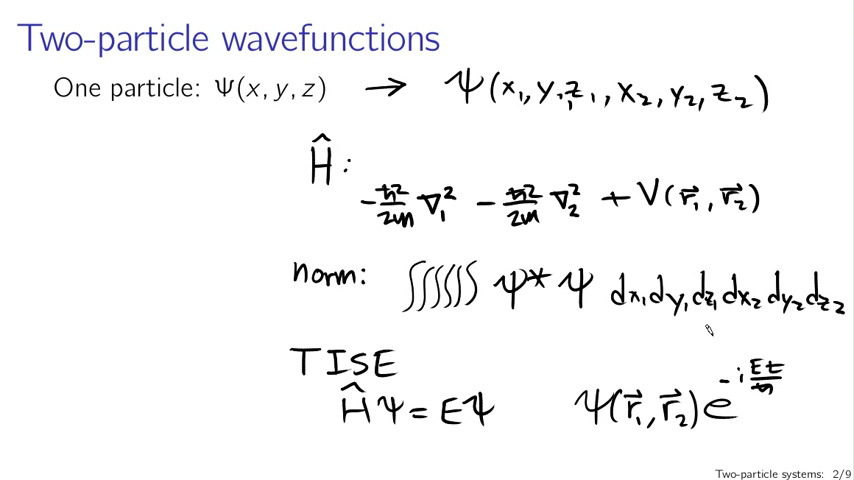 Two-particle wavefunctions
One particle: Ψ(x, y, z) → Ψ(x₁, y₁, z₁, x₂, y₂, z₂)
Ĥ:
-ħ²/2m ∇₁² - ħ²/2m ∇₂² + V(r⃗₁, r⃗₂)
norm: ∫∫∫∫∫∫ Ψ* Ψ dx₁dy₁dz₁dx₂dy₂dz₂
TISE
ĤΨ = EΨ Ψ(r⃗₁, r⃗₂) e^(-iEt/ħ)
Two-particle systems: 2/9